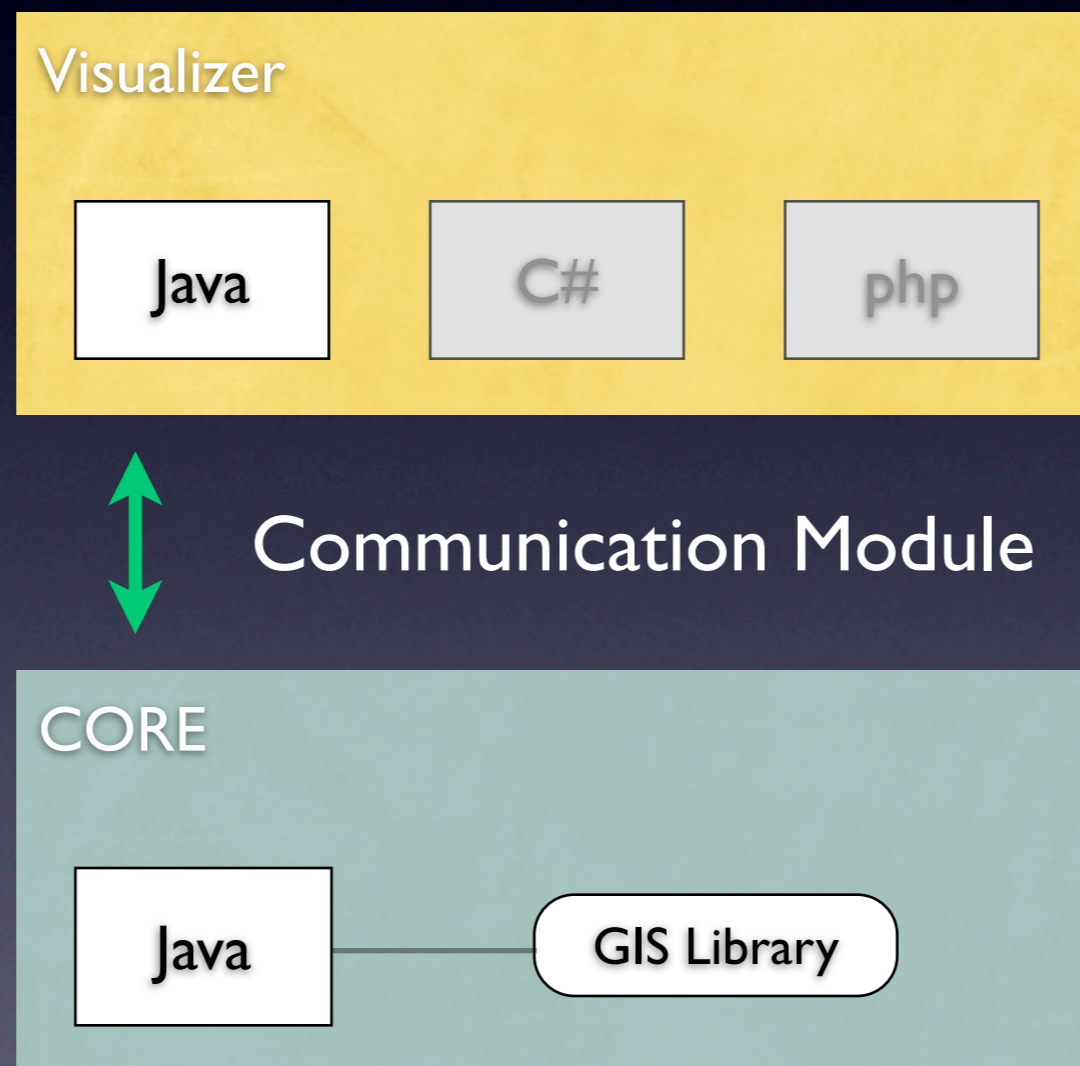 Visualizer
Java
C#
php
Communication Module
CORE
Java
GIS Library